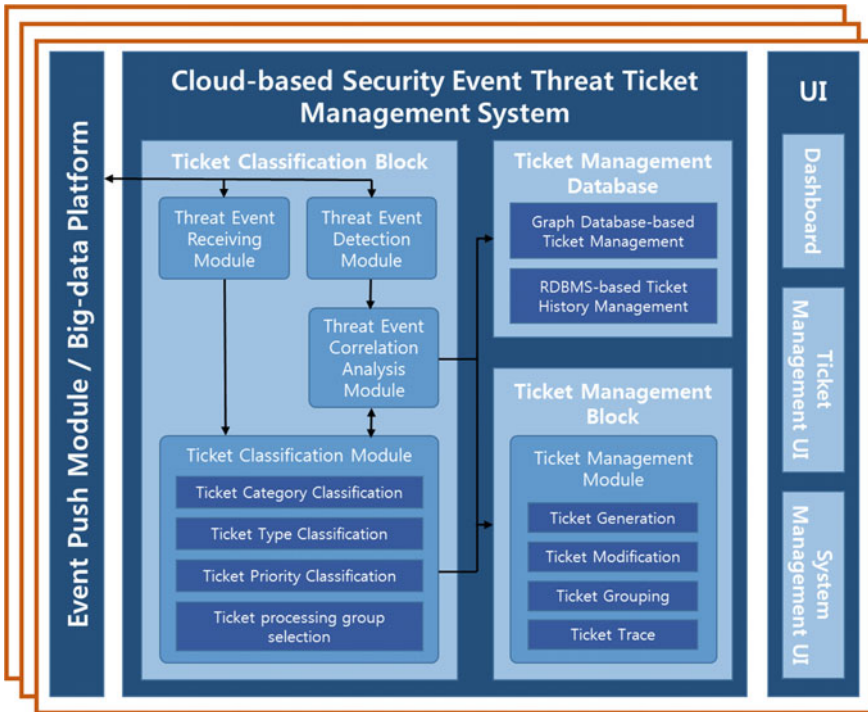 Event Push Module / Big-data Platform
Cloud-based Security Event Threat Ticket
Management System
Ticket Classification Block
Threat Event
Receiving
Module
Threat Event
Detection
Module
Threat Event
Correlation
Analysis
Module
Ticket Classification Module
Ticket Category Classification
Ticket Type Classification
Ticket Priority Classification
Ticket processing group
selection
Ticket Management
Database
Graph Database-based
Ticket Management
RDBMS-based Ticket
History Management
Ticket Management
Block
Ticket Management
Module
Ticket Generation
Ticket Modification
Ticket Grouping
Ticket Trace
UI
Dashboard
Ticket
Management UI
System
Management UI